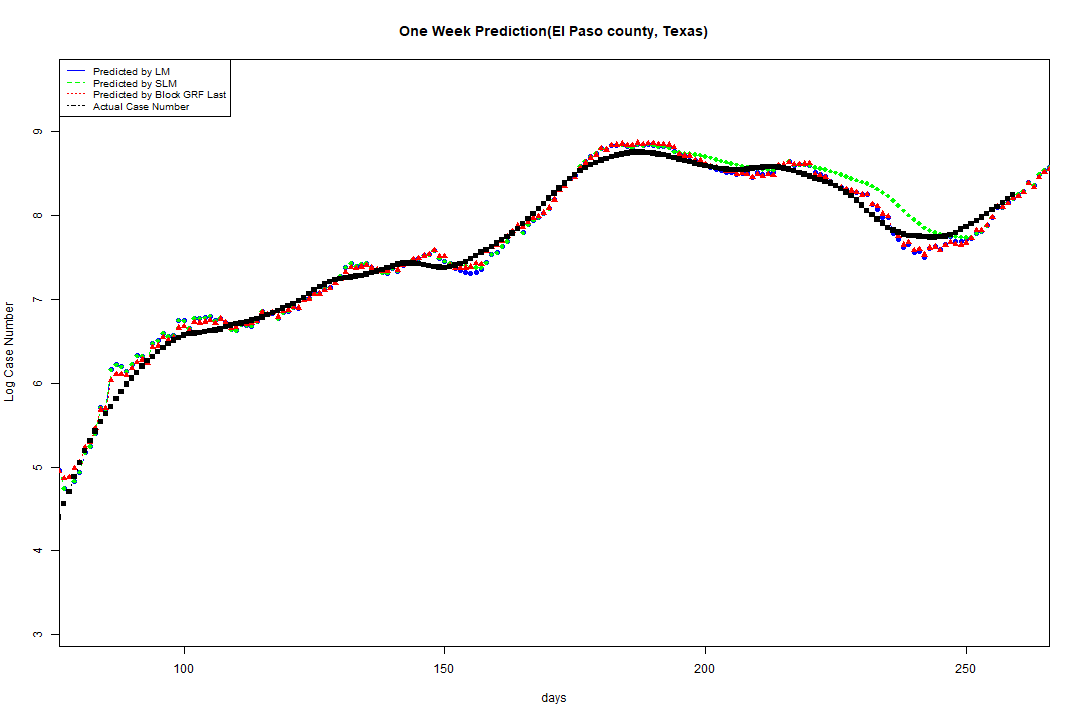 One Week Prediction(El Paso county, Texas)
Predicted by LM
Predicted by SLM
Predicted by Block GRF Last
Actual Case Number
9
8
7
6
5
4
3
Log Case Number
100 150 200 250
days